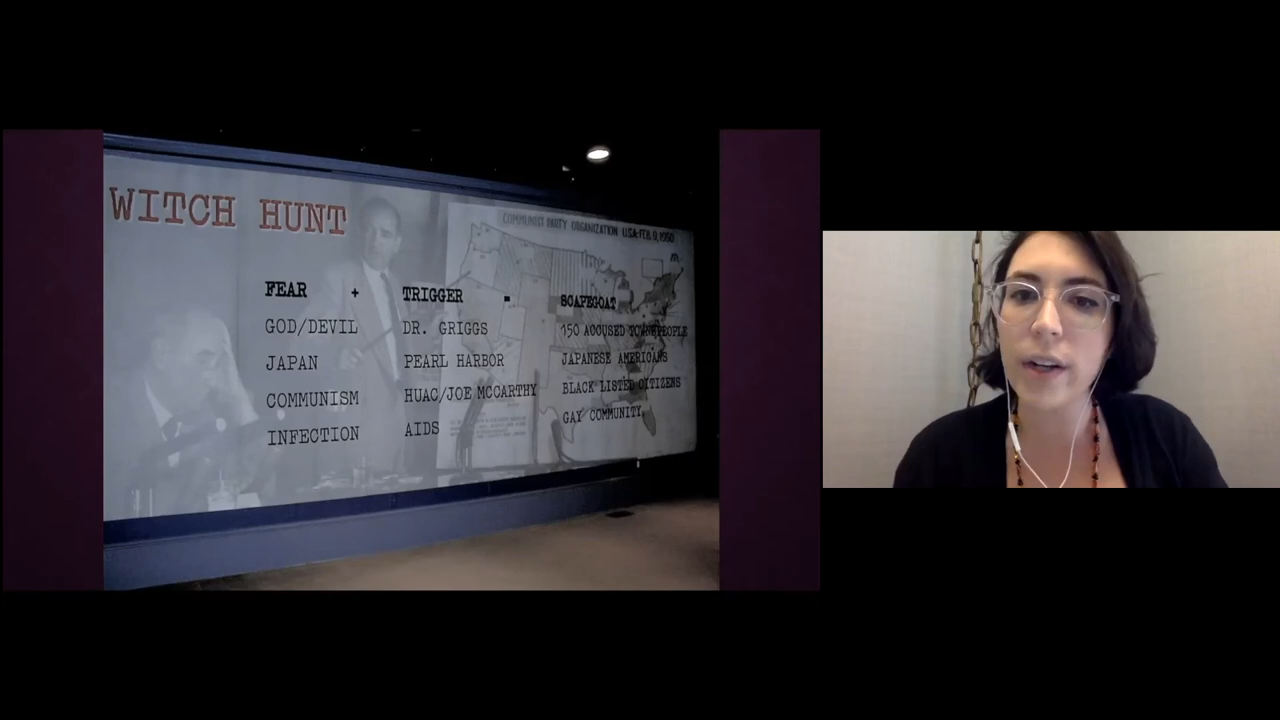 WITCH HUNT
COMMUNIST PARTY ORGANIZATION U.S.A-FEB. 9, 1950
FEAR + TRIGGER = SCAPEGOAT
GOD/DEVIL DR. GRIGGS 150 ACCUSED TOWNSPEOPLE
JAPAN PEARL HARBOR JAPANESE AMERICANS
COMMUNISM HUAC/JOE MCCARTHY BLACK LISTED CITIZENS
INFECTION AIDS GAY COMMUNITY